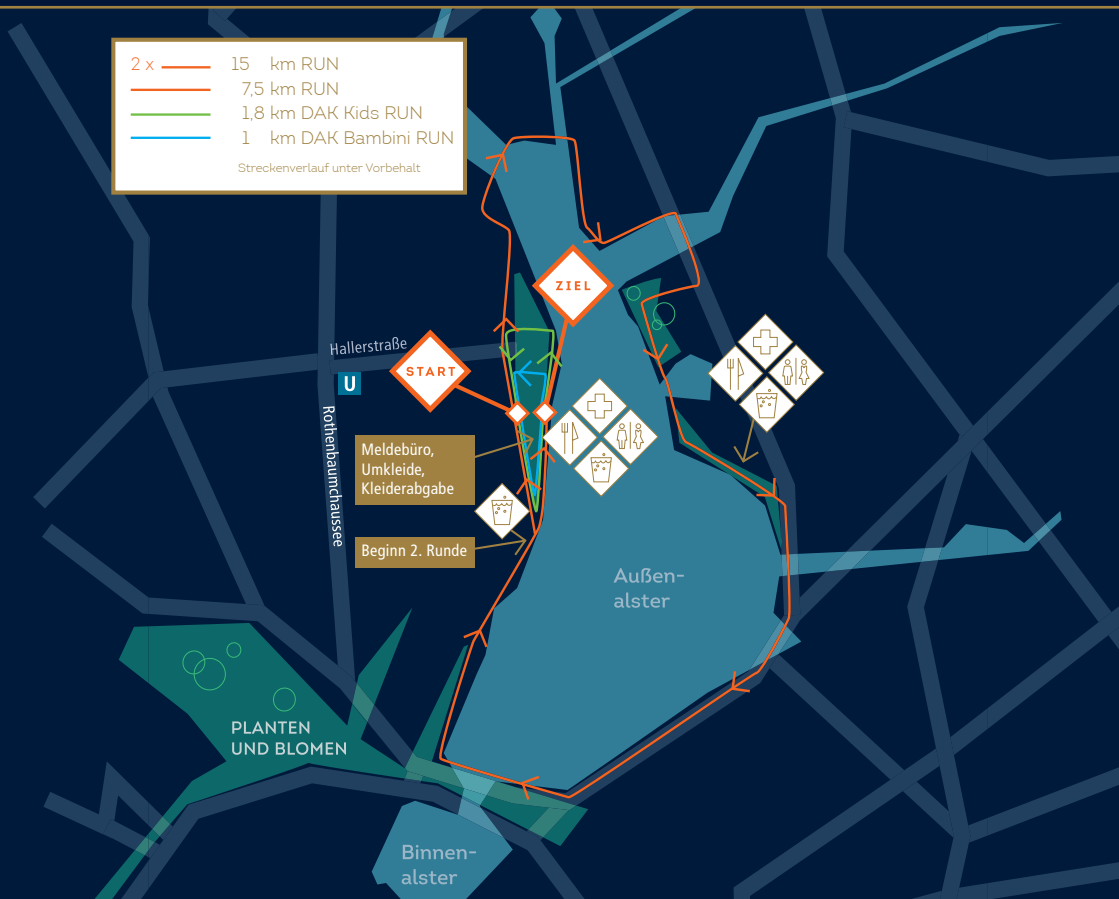 2 x 15 km RUN
7,5 km RUN
1,8 km DAK Kids RUN
1 km DAK Bambini RUN
Streckenverlauf unter Vorbehalt
ZIEL
Hallerstraße
START
U
Rothenbaumchaussee
Meldebüro,
Umkleide,
Kleiderabgabe
Beginn 2. Runde
Außen-
alster
PLANTEN
UND BLOMEN
Binnen-
alster